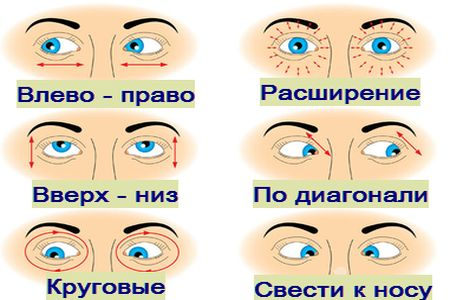 Влево - право
Расширение
Вверх - низ
По диагонали
Круговые
Свести к носу